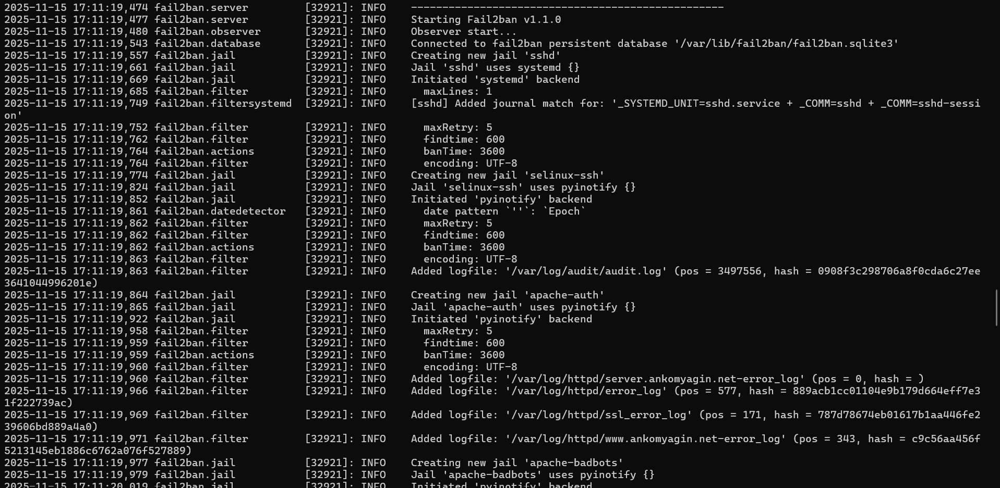 2025-11-15 17:11:19,474 fail2ban.server         [32921]: INFO    --------------------------------------------------
2025-11-15 17:11:19,477 fail2ban.server         [32921]: INFO    Starting Fail2ban v1.1.0
2025-11-15 17:11:19,480 fail2ban.observer       [32921]: INFO    Observer start...
2025-11-15 17:11:19,543 fail2ban.database       [32921]: INFO    Connected to fail2ban persistent database '/var/lib/fail2ban/fail2ban.sqlite3'
2025-11-15 17:11:19,557 fail2ban.jail           [32921]: INFO    Creating new jail 'sshd'
2025-11-15 17:11:19,661 fail2ban.jail           [32921]: INFO    Jail 'sshd' uses systemd {}
2025-11-15 17:11:19,669 fail2ban.jail           [32921]: INFO    Initiated 'systemd' backend
2025-11-15 17:11:19,685 fail2ban.filter         [32921]: INFO      maxLines: 1
2025-11-15 17:11:19,749 fail2ban.filtersystemd  [32921]: INFO    [sshd] Added journal match for: '_SYSTEMD_UNIT=sshd.service + _COMM=sshd + _COMM=sshd-sessi
on'
2025-11-15 17:11:19,752 fail2ban.filter         [32921]: INFO      maxRetry: 5
2025-11-15 17:11:19,762 fail2ban.filter         [32921]: INFO      findtime: 600
2025-11-15 17:11:19,764 fail2ban.actions        [32921]: INFO      banTime: 3600
2025-11-15 17:11:19,764 fail2ban.filter         [32921]: INFO      encoding: UTF-8
2025-11-15 17:11:19,774 fail2ban.jail           [32921]: INFO    Creating new jail 'selinux-ssh'
2025-11-15 17:11:19,824 fail2ban.jail           [32921]: INFO    Jail 'selinux-ssh' uses pyinotify {}
2025-11-15 17:11:19,852 fail2ban.jail           [32921]: INFO    Initiated 'pyinotify' backend
2025-11-15 17:11:19,861 fail2ban.datedetector   [32921]: INFO      date pattern `''`: `Epoch`
2025-11-15 17:11:19,862 fail2ban.filter         [32921]: INFO      maxRetry: 5
2025-11-15 17:11:19,862 fail2ban.filter         [32921]: INFO      findtime: 600
2025-11-15 17:11:19,862 fail2ban.actions        [32921]: INFO      banTime: 3600
2025-11-15 17:11:19,863 fail2ban.filter         [32921]: INFO      encoding: UTF-8
2025-11-15 17:11:19,863 fail2ban.filter         [32921]: INFO    Added logfile: '/var/log/audit/audit.log' (pos = 3497556, hash = 0908f3c298706a8f0cda6c27ee
3641044996201e)
2025-11-15 17:11:19,864 fail2ban.jail           [32921]: INFO    Creating new jail 'apache-auth'
2025-11-15 17:11:19,865 fail2ban.jail           [32921]: INFO    Jail 'apache-auth' uses pyinotify {}
2025-11-15 17:11:19,922 fail2ban.jail           [32921]: INFO    Initiated 'pyinotify' backend
2025-11-15 17:11:19,958 fail2ban.filter         [32921]: INFO      maxRetry: 5
2025-11-15 17:11:19,959 fail2ban.filter         [32921]: INFO      findtime: 600
2025-11-15 17:11:19,959 fail2ban.actions        [32921]: INFO      banTime: 3600
2025-11-15 17:11:19,960 fail2ban.filter         [32921]: INFO      encoding: UTF-8
2025-11-15 17:11:19,960 fail2ban.filter         [32921]: INFO    Added logfile: '/var/log/httpd/server.ankomyagin.net-error_log' (pos = 0, hash = )
2025-11-15 17:11:19,966 fail2ban.filter         [32921]: INFO    Added logfile: '/var/log/httpd/error_log' (pos = 577, hash = 889acb1cc01104e9b179d664eff7e3
1f222739ac)
2025-11-15 17:11:19,969 fail2ban.filter         [32921]: INFO    Added logfile: '/var/log/httpd/ssl_error_log' (pos = 171, hash = 787d78674eb01617b1aa446fe2
39606bd889a4a0)
2025-11-15 17:11:19,971 fail2ban.filter         [32921]: INFO    Added logfile: '/var/log/httpd/www.ankomyagin.net-error_log' (pos = 343, hash = c9c56aa456f
5213145eb1886c6762a076f527889)
2025-11-15 17:11:19,977 fail2ban.jail           [32921]: INFO    Creating new jail 'apache-badbots'
2025-11-15 17:11:19,979 fail2ban.jail           [32921]: INFO    Jail 'apache-badbots' uses pyinotify {}
2025-11-15 17:11:20,019 fail2ban.jail           [32921]: INFO    Initiated 'pyinotify' backend